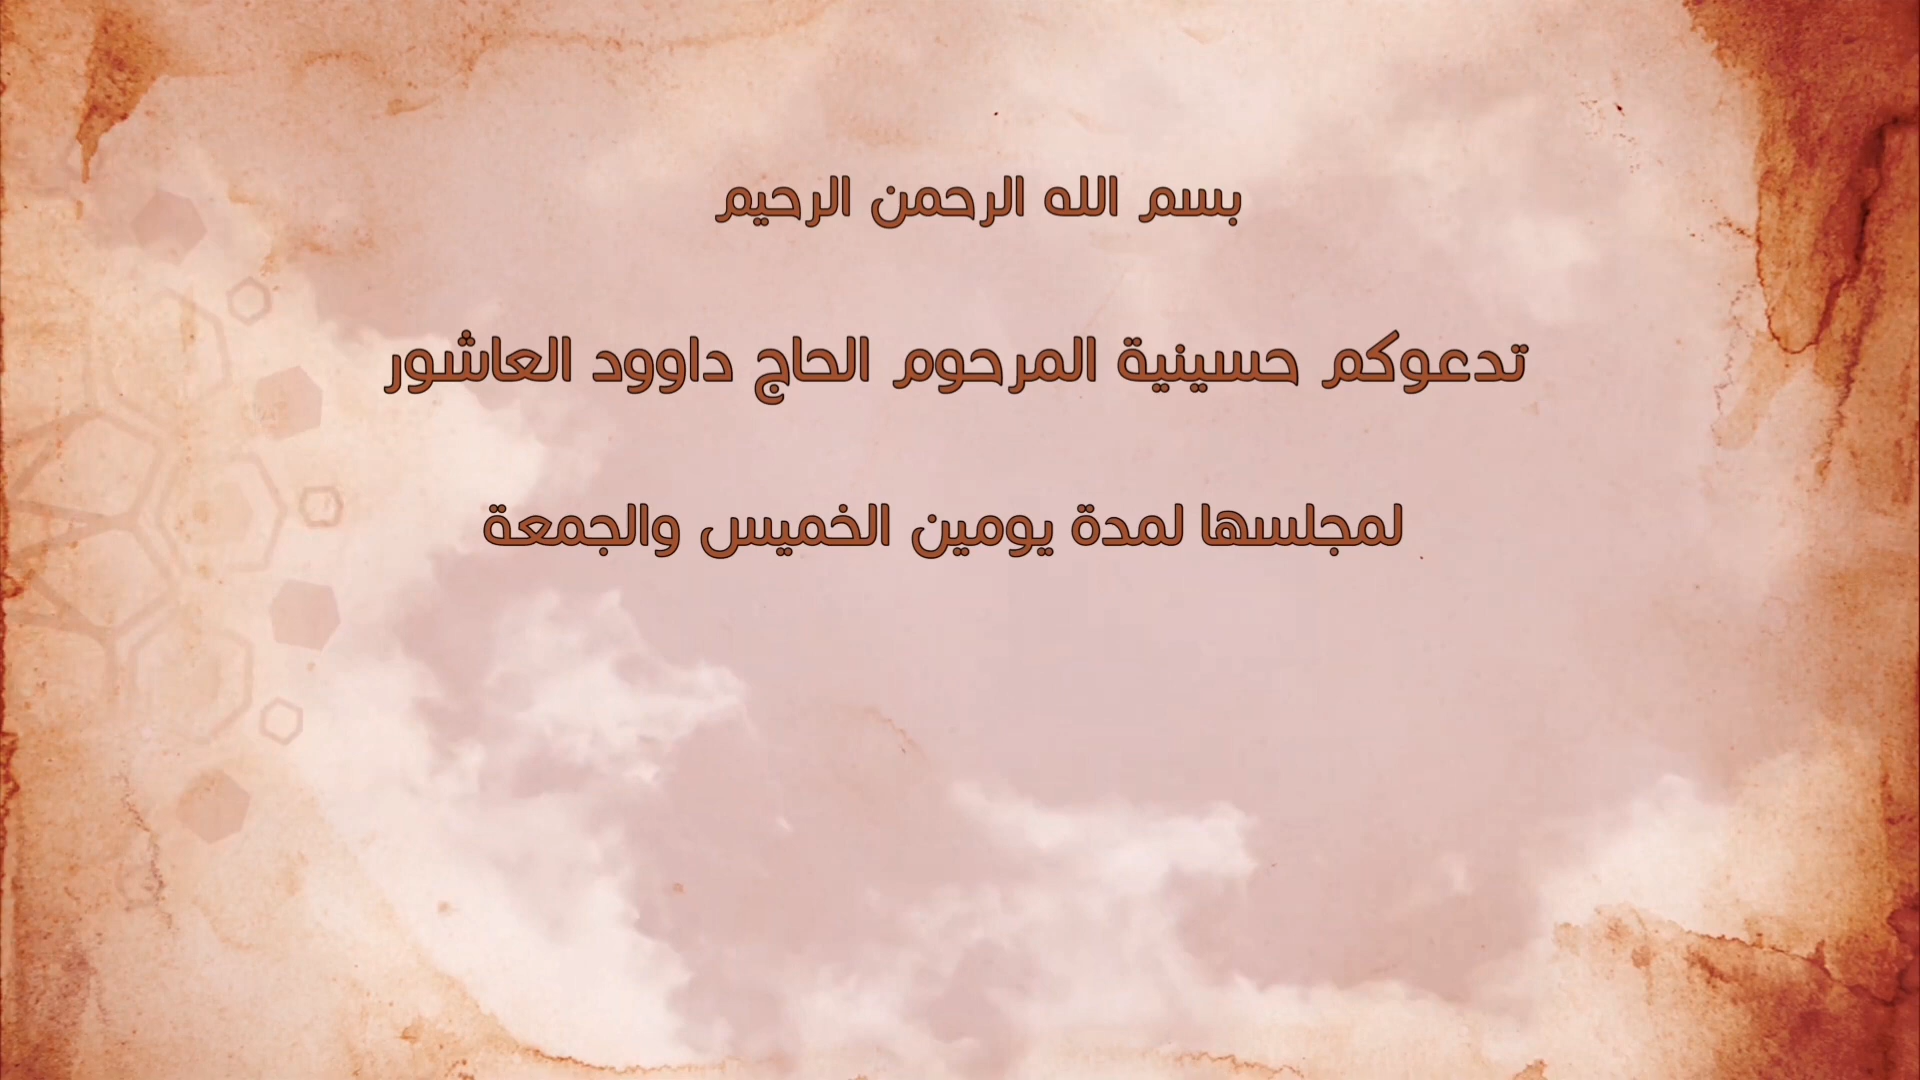 بسم الله الرحمن الرحيم
تدعوكم حسينية المرحوم الحاج داوود العاشور
لمجلسها لمدة يومين الخميس والجمعة